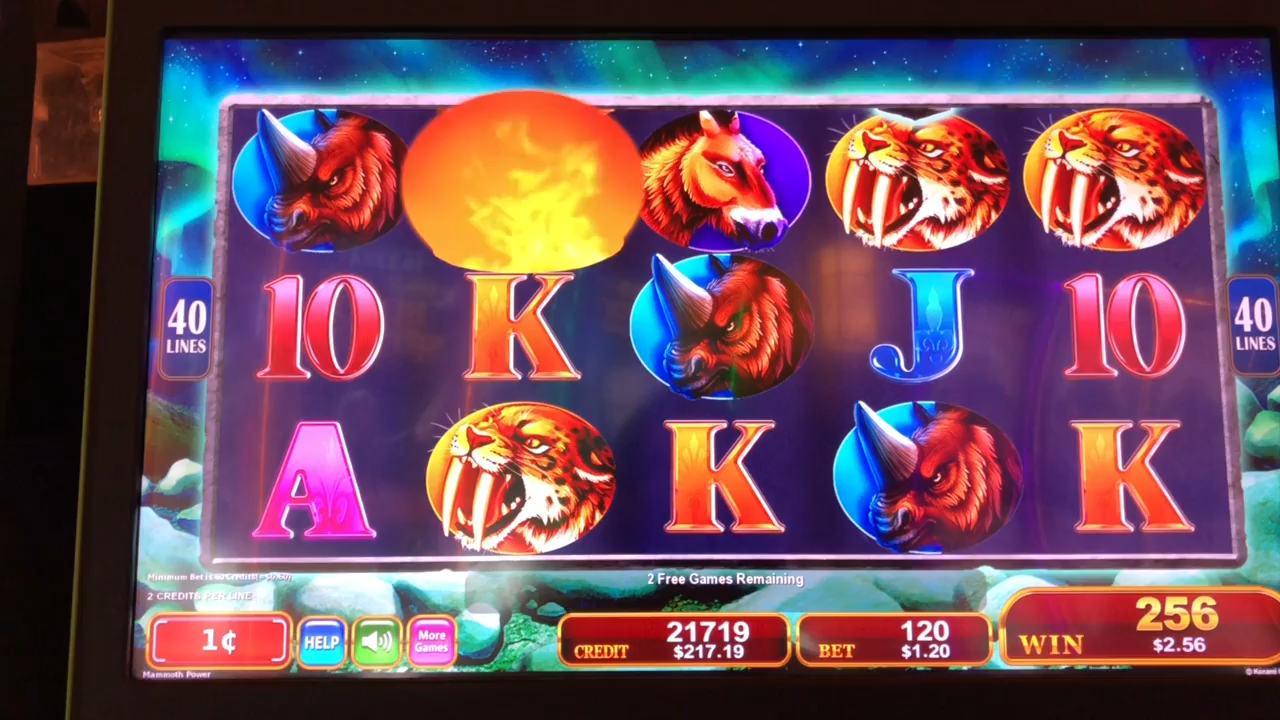 40
LINES
10
K
J
10
40
LINES
A
K
K
2 Free Games Remaining
2 CREDITS PER LINE
1¢
HELP
More
Games
CREDIT
21719
$217.19
BET
120
$1.20
WIN
256
$2.56
Mammoth Power
© Konami